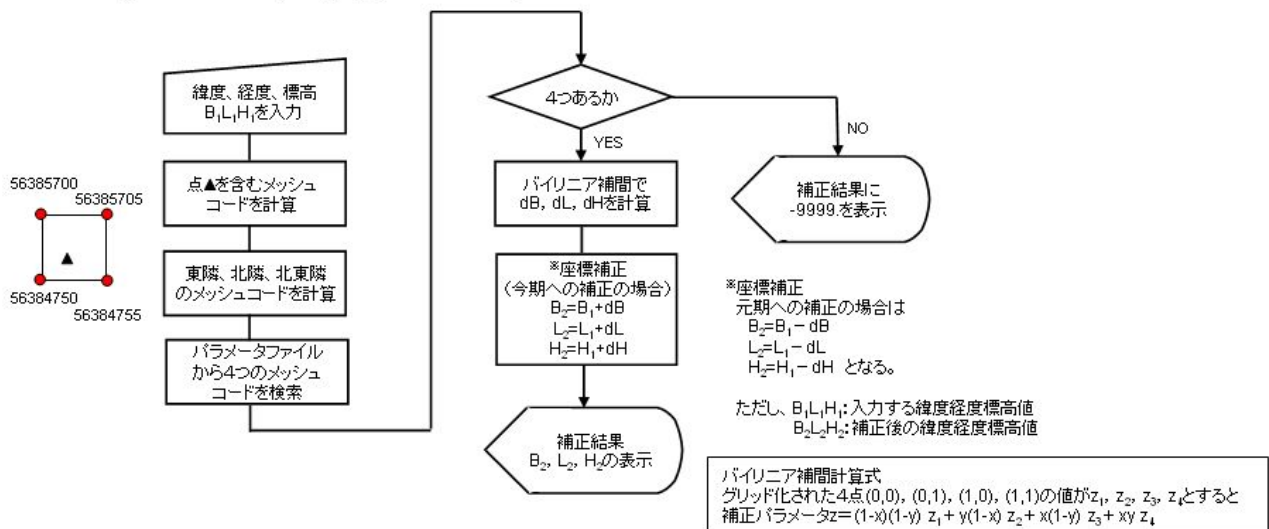 緯度、経度、標高
B₁L₁H₁を入力
点▲を含むメッシュ
コードを計算
東隣、北隣、北東隣
のメッシュコードを計算
パラメータファイル
から4つのメッシュ
コードを検索
56385700
56385705
56384750
56384755
4つあるか
YES
NO
バイリニア補間で
dB, dL, dHを計算
※座標補正
(今期への補正の場合)
B₂=B₁+dB
L₂=L₁+dL
H₂=H₁+dH
補正結果
B₂, L₂, H₂の表示
補正結果に
-9999.を表示
※座標補正
元期への補正の場合は
B₂=B₁-dB
L₂=L₁-dL
H₂=H₁-dH となる。
ただし、B₁L₁H₁:入力する緯度経度標高値
B₂L₂H₂:補正後の緯度経度標高値
バイリニア補間計算式
グリッド化された4点(0,0), (0,1), (1,0), (1,1)の値がz₁, z₂, z₃, z₄とすると
補正パラメータz=(1-x)(1-y) z₁+y(1-x) z₂+x(1-y) z₃+xy z₄